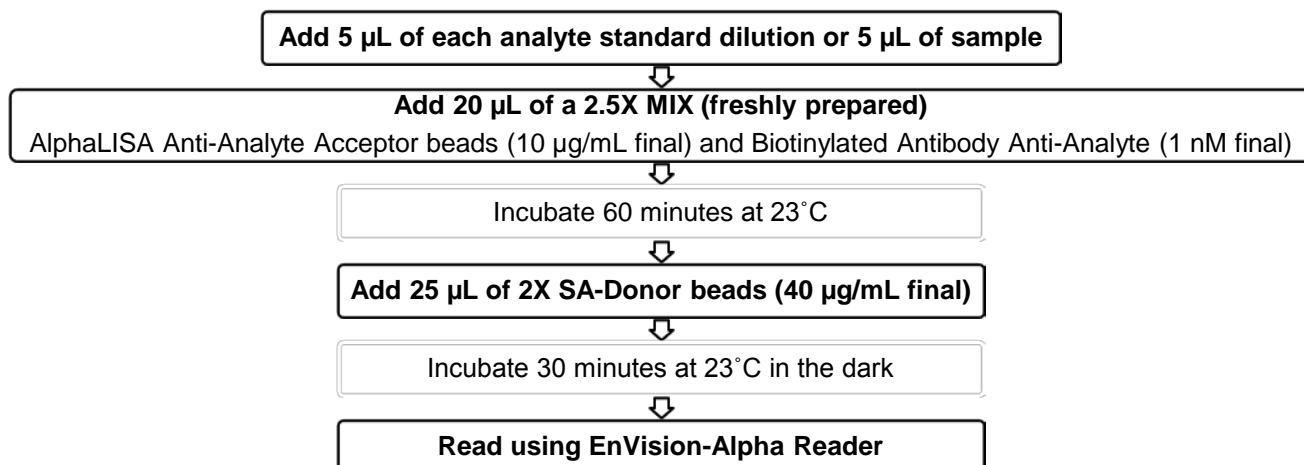 Add 5 µL of each analyte standard dilution or 5 µL of sample
Add 20 µL of a 2.5X MIX (freshly prepared)
AlphaLISA Anti-Analyte Acceptor beads (10 µg/mL final) and Biotinylated Antibody Anti-Analyte (1 nM final)
Incubate 60 minutes at 23˚C
Add 25 µL of 2X SA-Donor beads (40 µg/mL final)
Incubate 30 minutes at 23˚C in the dark
Read using EnVision-Alpha Reader